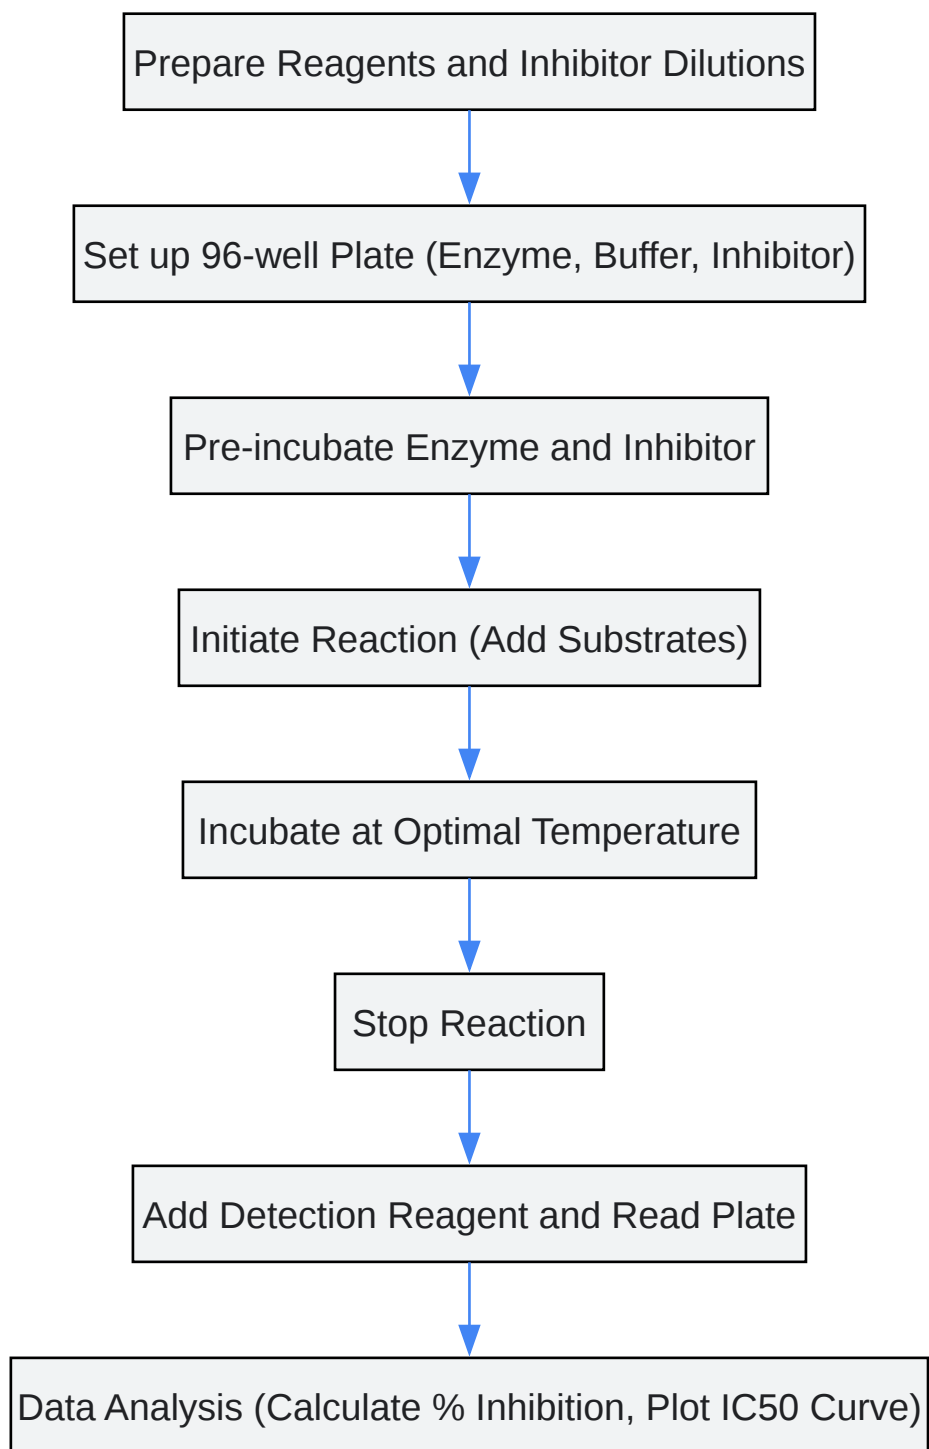 Prepare Reagents and Inhibitor Dilutions
Set up 96-well Plate (Enzyme, Buffer, Inhibitor)
Pre-incubate Enzyme and Inhibitor
Initiate Reaction (Add Substrates)
Incubate at Optimal Temperature
Stop Reaction
Add Detection Reagent and Read Plate
Data Analysis (Calculate % Inhibition, Plot IC50 Curve)